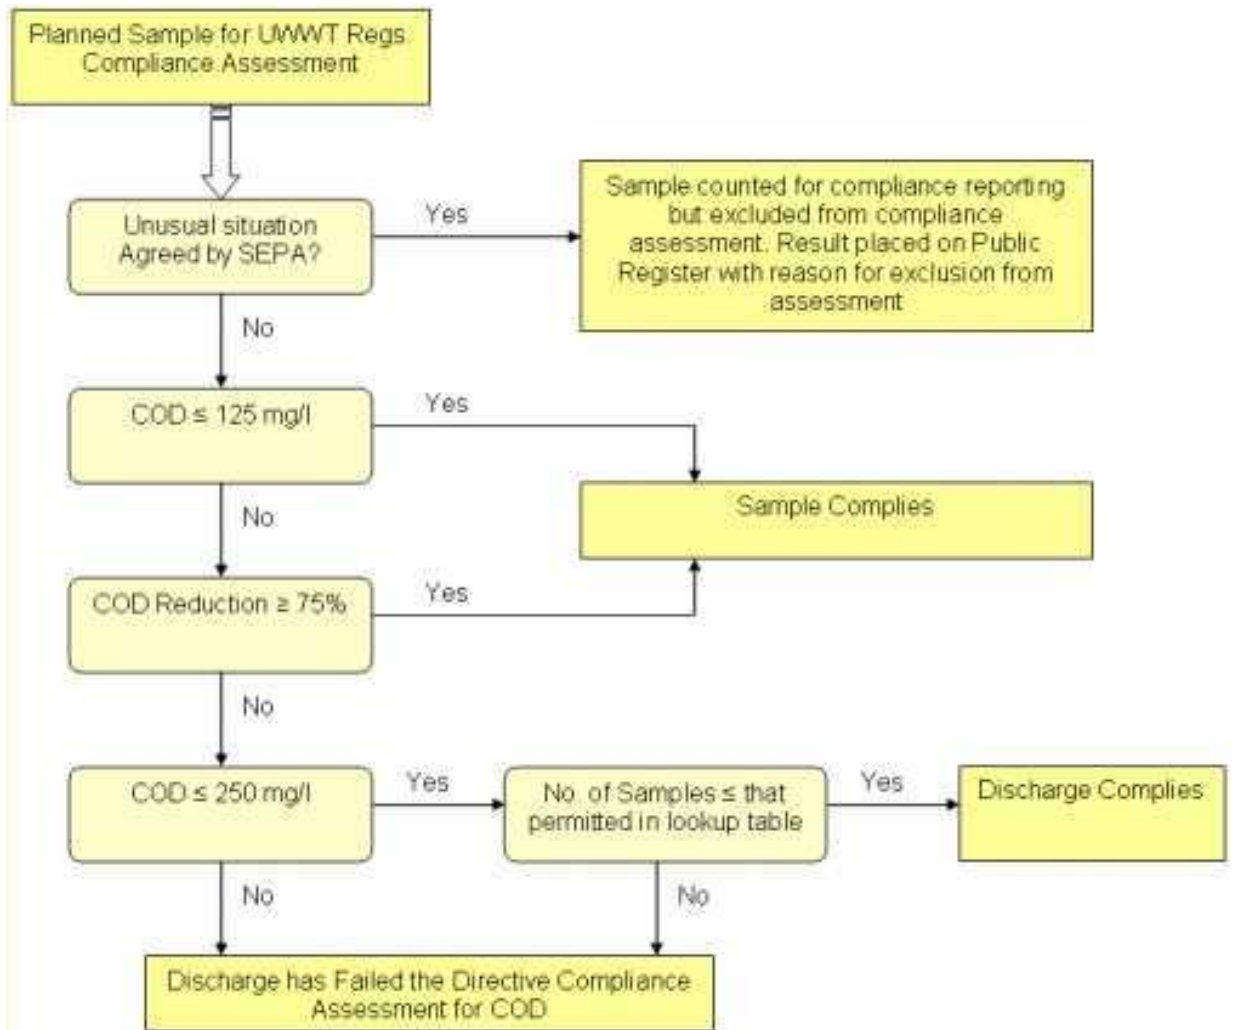 Planned Sample for UWWT Regs
Compliance Assessment
Unusual situation
Agreed by SEPA?
Yes
Sample counted for compliance reporting
but excluded from compliance
assessment. Result placed on Public
Register with reason for exclusion from
assessment
No
COD ≤ 125 mg/l
Yes
Sample Complies
No
COD Reduction ≥ 75%
Yes
No
COD ≤ 250 mg/l
Yes
No. of Samples ≤ that
permitted in lookup table
Yes
Discharge Complies
No
No
Discharge has Failed the Directive Compliance
Assessment for COD